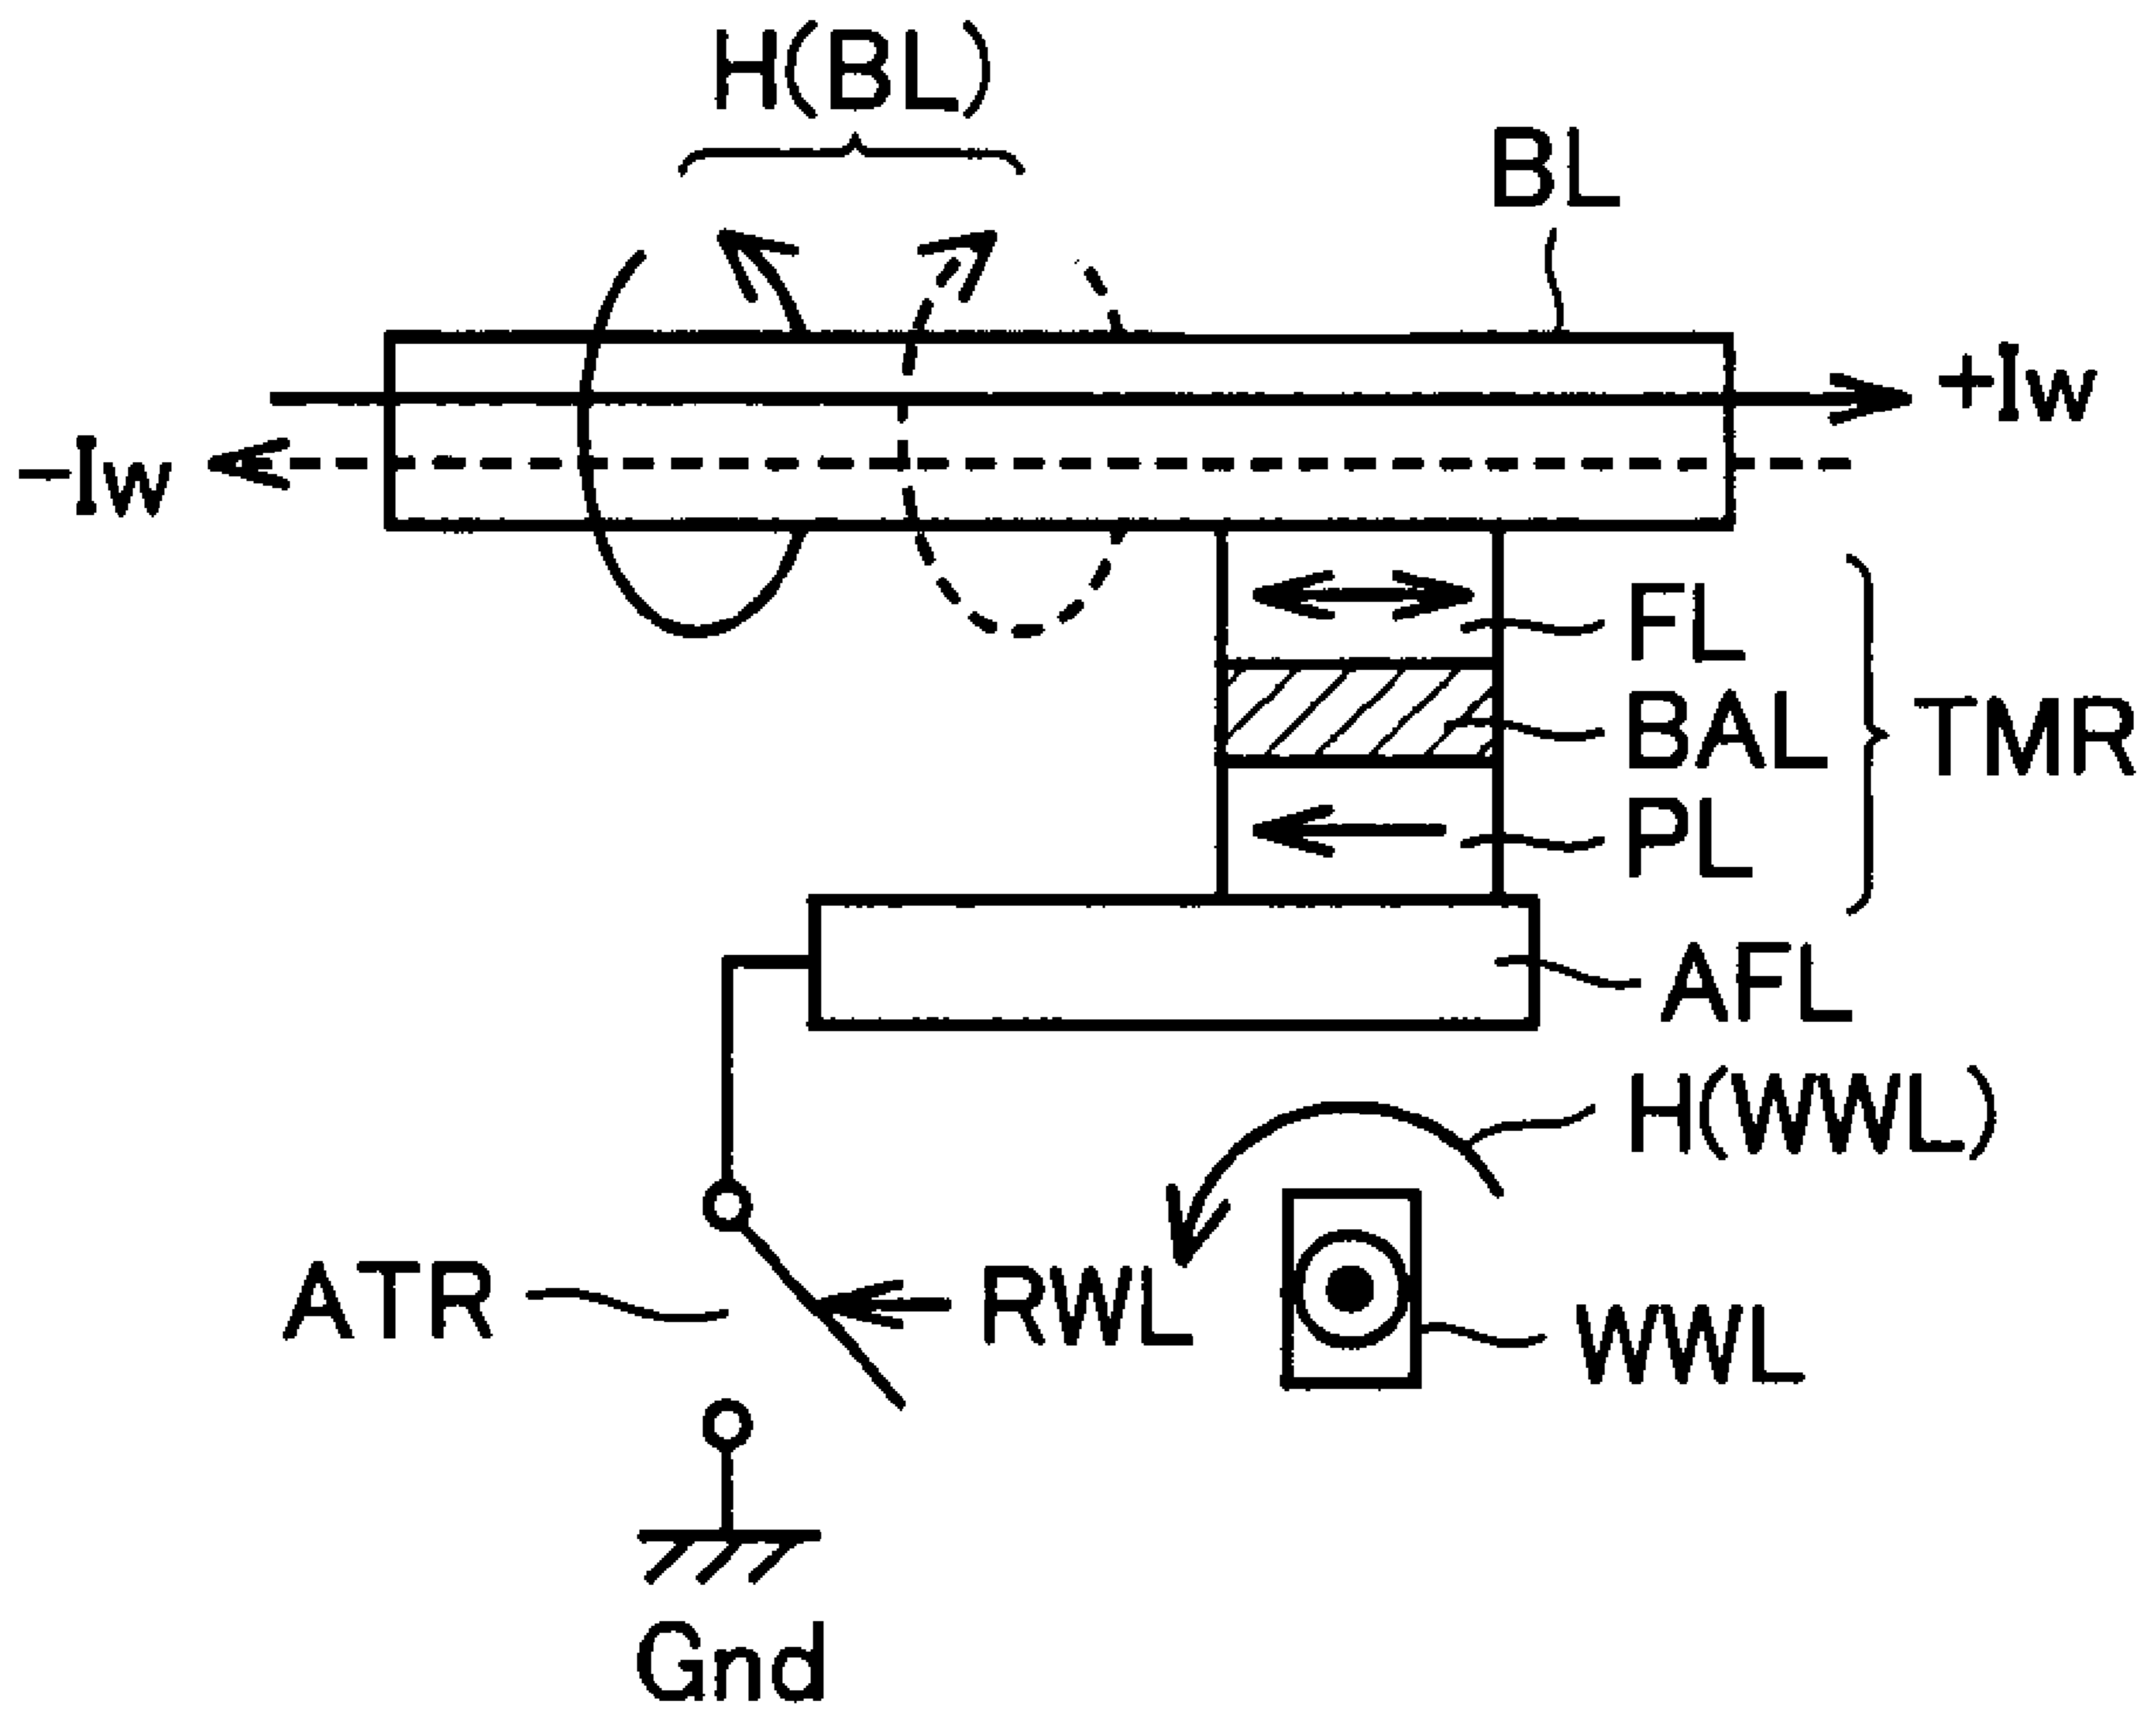 H(BL)
BL
+Iw
-Iw
FL
BAL
TMR
PL
AFL
H(WWL)
ATR
RWL
WWL
Gnd